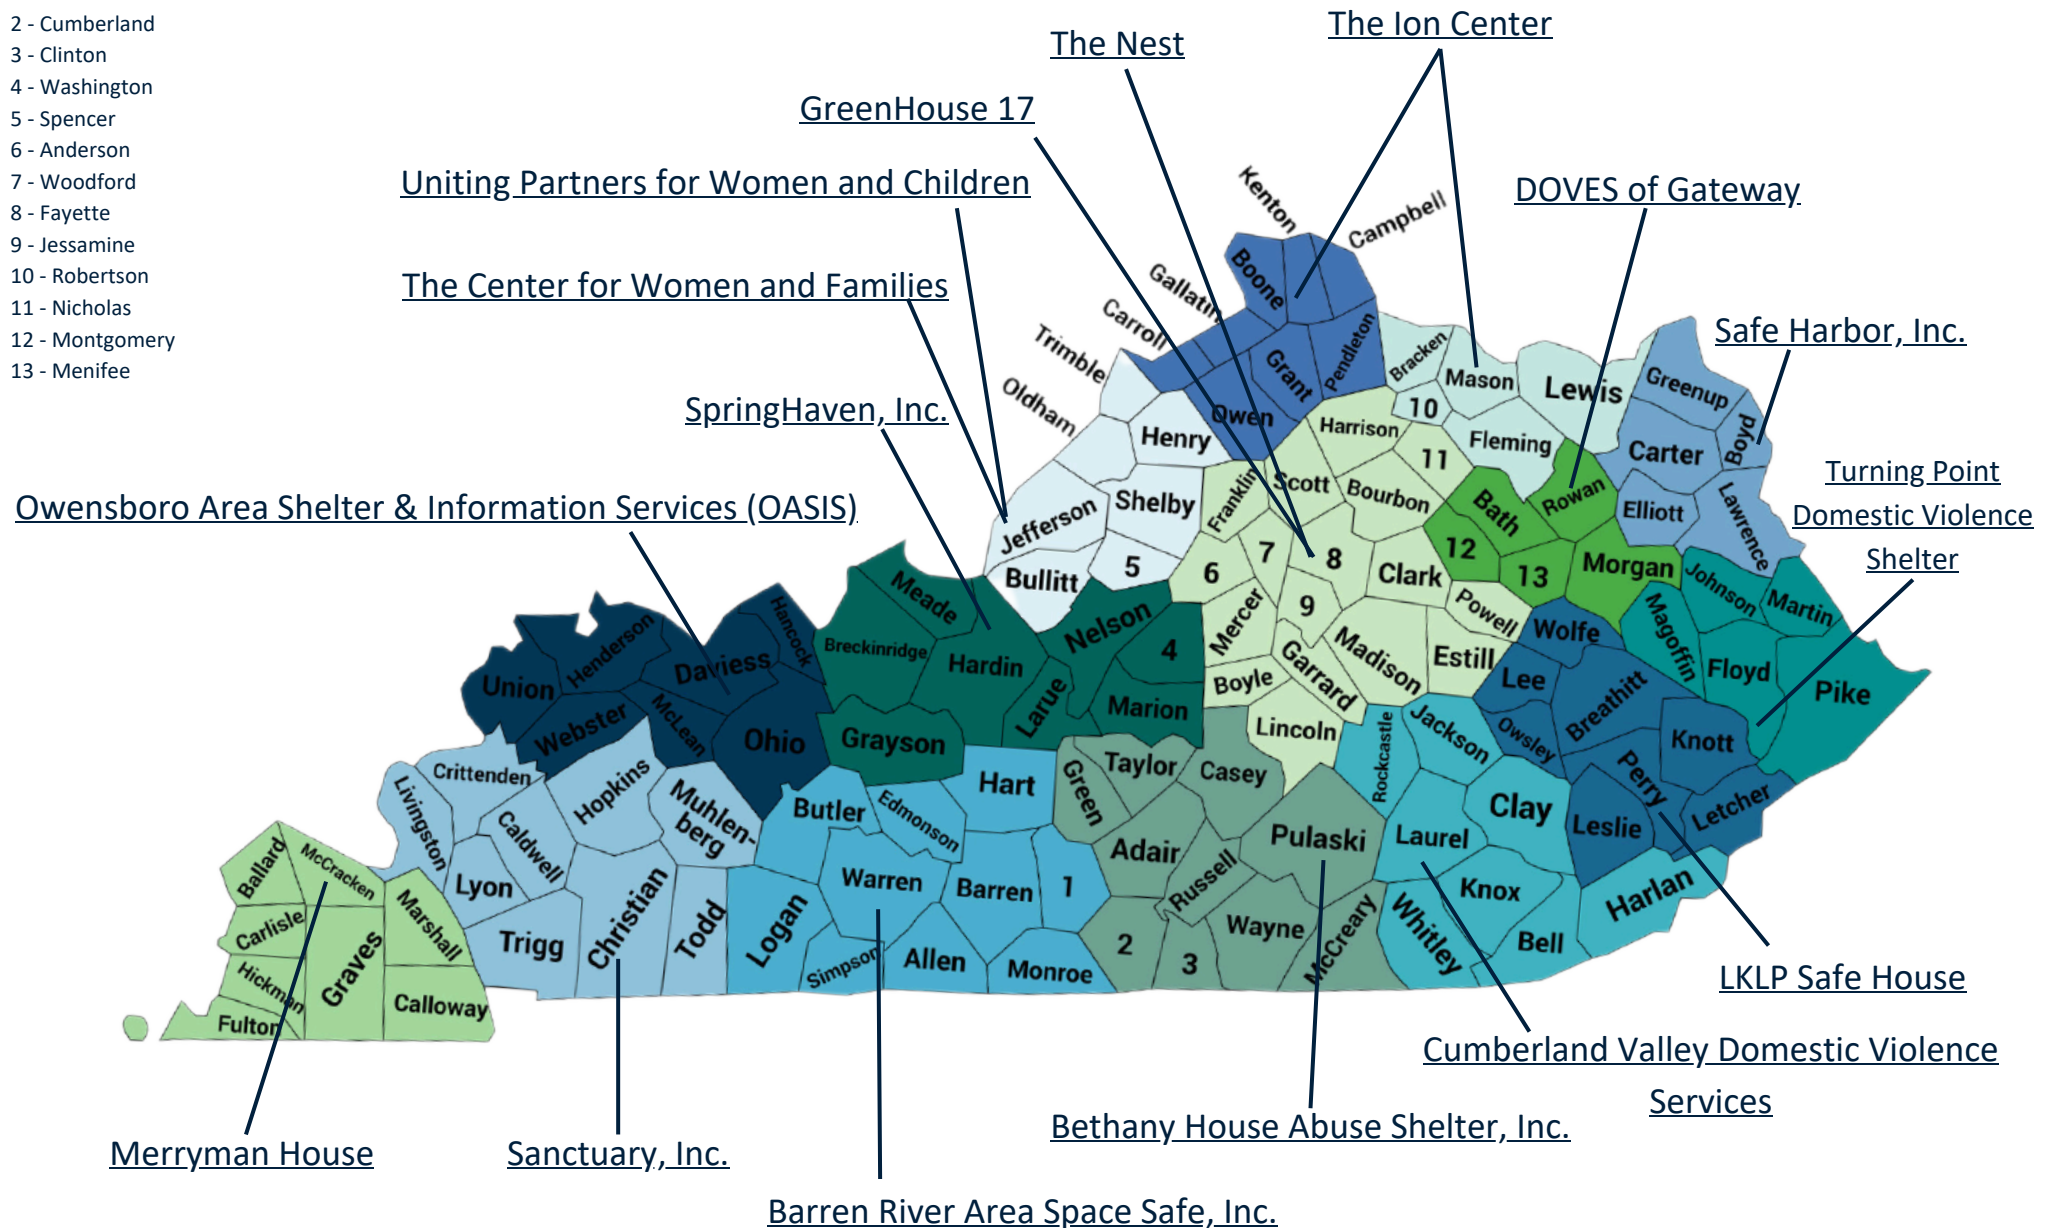 2 - Cumberland
3 - Clinton
4 - Washington
5 - Spencer
6 - Anderson
7 - Woodford
8 - Fayette
9 - Jessamine
10 - Robertson
11 - Nicholas
12 - Montgomery
13 - Menifee
The Ion Center
The Nest
GreenHouse 17
Uniting Partners for Women and Children
DOVES of Gateway
The Center for Women and Families
Safe Harbor, Inc.
SpringHaven, Inc.
Turning Point
Domestic Violence
Shelter
Owensboro Area Shelter & Information Services (OASIS)
Kenton
Campbell
Boone
Gallatin
Carroll
Trimble
Oldham
Grant
Pendleton
Owen
Bracken
Mason
Lewis
Greenup
Boyd
Carter
10
Fleming
Henry
Harrison
11
Rowan
Elliott
Lawrence
Shelby
Jefferson
Franklin
Scott
Bourbon
Bath
12
13
Morgan
Johnson
Martin
Bullitt
5
6
7
8
Clark
Powell
Magoffin
Floyd
Pike
Meade
Nelson
Mercer
9
Madison
Estill
Wolfe
Hancock
Breckinridge
Hardin
4
Boyle
Garrard
Lee
Breathitt
Knott
Henderson
Daviess
Union
Larue
Marion
Lincoln
Rockcastle
Jackson
Owsley
Perry
Letcher
Leslie
Webster
McLean
Ohio
Grayson
Crittenden
Livingston
Hopkins
Muhlen-
berg
Butler
Edmonson
Hart
Green
Taylor
Casey
Pulaski
Laurel
Clay
Caldwell
Lyon
Warren
Barren
1
Adair
Russell
Knox
Harlan
Ballard
McCracken
Marshall
Carlisle
Graves
Hickman
Fulton
Calloway
Trigg
Christian
Todd
Logan
Simpson
Allen
Monroe
2
3
Wayne
McCreary
Whitley
Bell
LKLP Safe House
Cumberland Valley Domestic Violence
Services
Bethany House Abuse Shelter, Inc.
Merryman House
Sanctuary, Inc.
Barren River Area Space Safe, Inc.